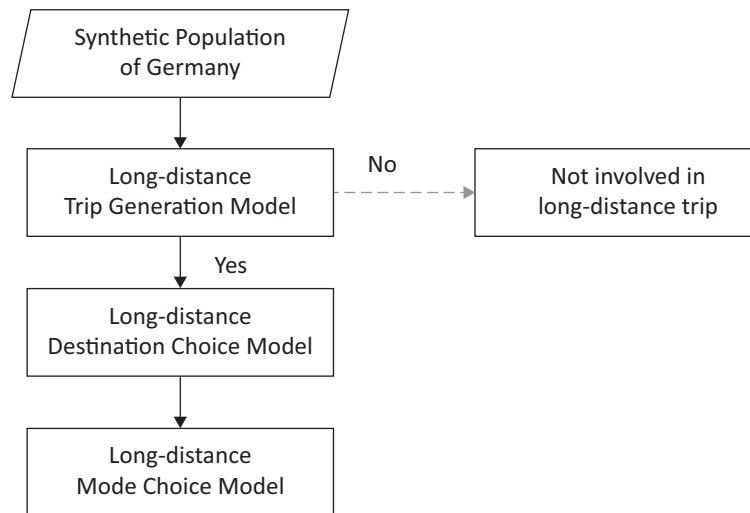 Synthetic Population
of Germany
Long-distance
Trip Generation Model
No
Not involved in
long-distance trip
Yes
Long-distance
Destination Choice Model
Long-distance
Mode Choice Model